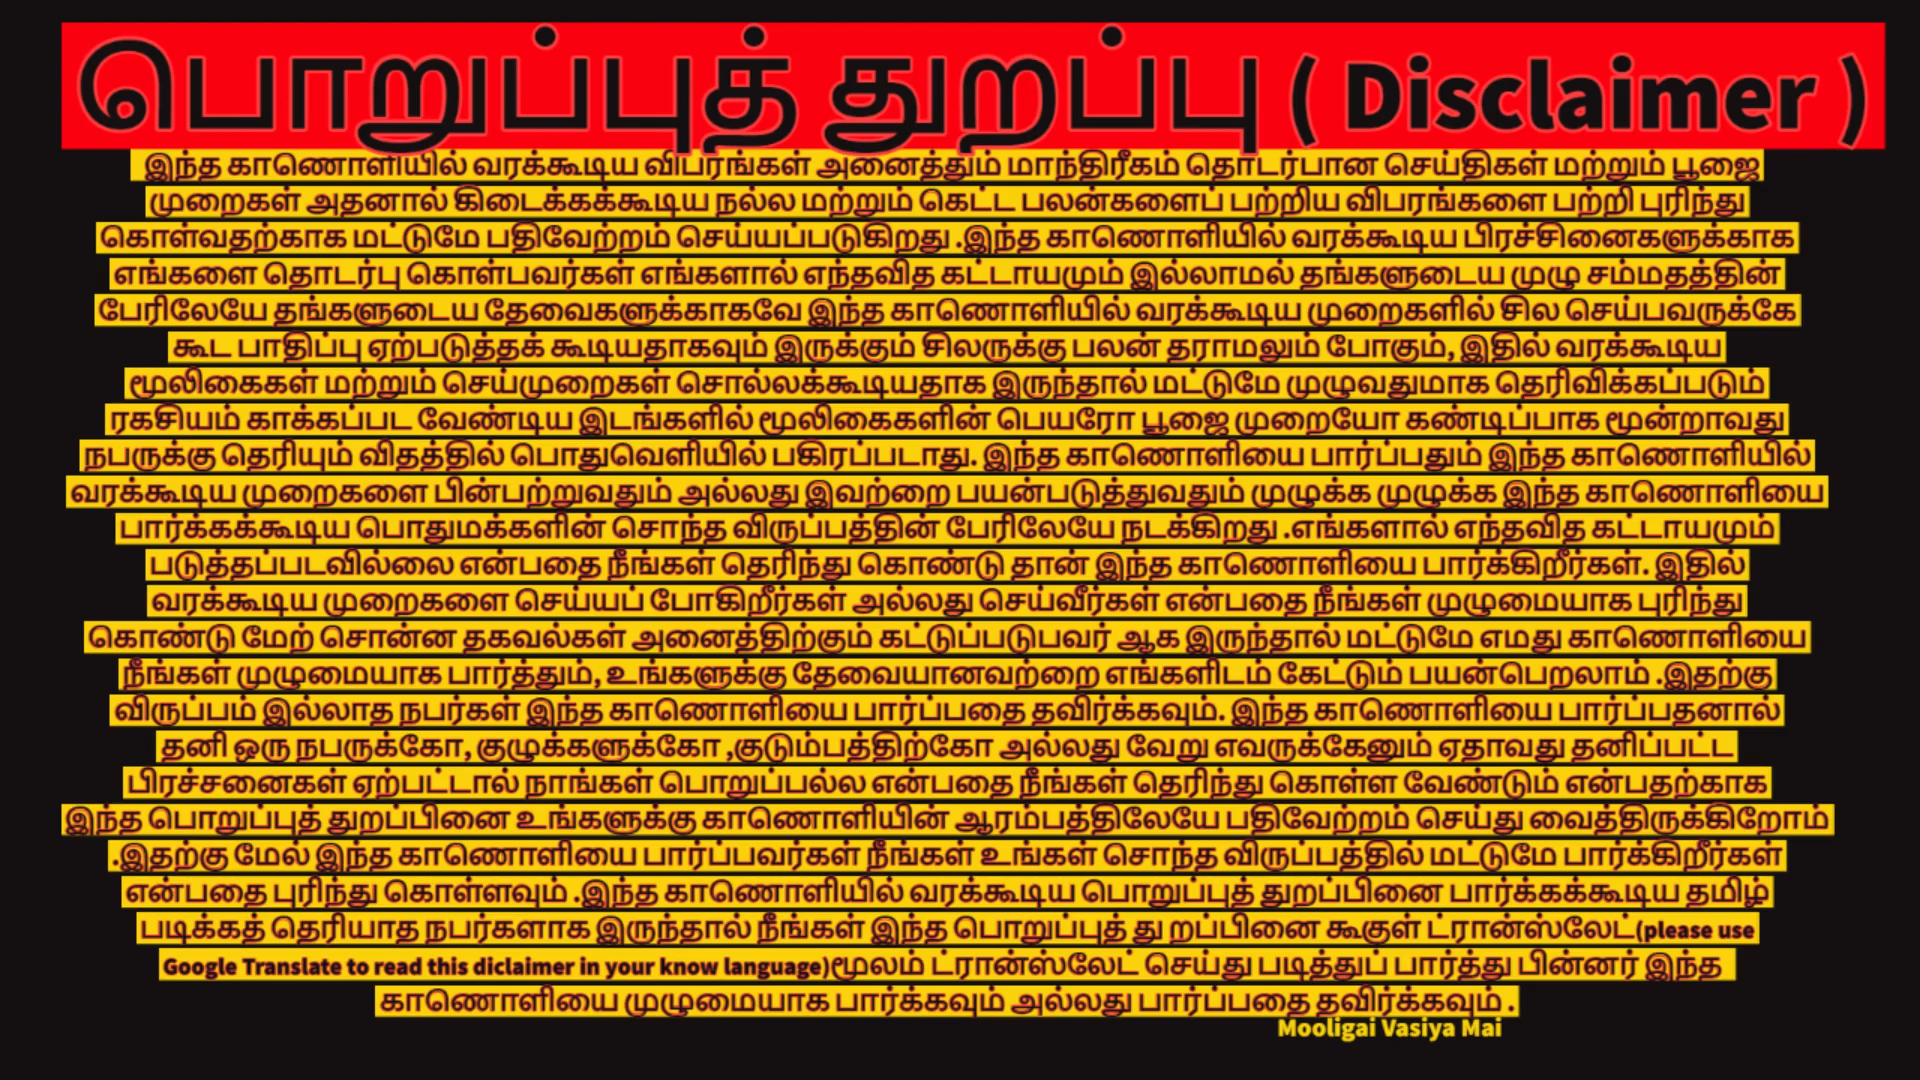 பொறுப்புத் துறப்பு ( Disclaimer )
இந்த காணொளியில் வரக்கூடிய விபரங்கள் அனைத்தும் மாந்திரீகம் தொடர்பான செய்திகள் மற்றும் பூஜை
முறைகள் அதனால் கிடைக்கக்கூடிய நல்ல மற்றும் கெட்ட பலன்களைப் பற்றிய விபரங்களை பற்றி புரிந்து
கொள்வதற்காக மட்டுமே பதிவேற்றம் செய்யப்படுகிறது .இந்த காணொளியில் வரக்கூடிய பிரச்சினைகளுக்காக
எங்களை தொடர்பு கொள்பவர்கள் எங்களால் எந்தவித கட்டாயமும் இல்லாமல் தங்களுடைய முழு சம்மதத்தின்
பேரிலேயே தங்களுடைய தேவைகளுக்காகவே இந்த காணொளியில் வரக்கூடிய முறைகளில் சில செய்பவருக்கே
கூட பாதிப்பு ஏற்படுத்தக் கூடியதாகவும் இருக்கும் சிலருக்கு பலன் தராமலும் போகும், இதில் வரக்கூடிய
மூலிகைகள் மற்றும் செய்முறைகள் சொல்லக்கூடியதாக இருந்தால் மட்டுமே முழுவதுமாக தெரிவிக்கப்படும்
ரகசியம் காக்கப்பட வேண்டிய இடங்களில் மூலிகைகளின் பெயரோ பூஜை முறையோ கண்டிப்பாக மூன்றாவது
நபருக்கு தெரியும் விதத்தில் பொதுவெளியில் பகிரப்படாது. இந்த காணொளியை பார்ப்பதும் இந்த காணொளியில்
வரக்கூடிய முறைகளை பின்பற்றுவதும் அல்லது இவற்றை பயன்படுத்துவதும் முழுக்க முழுக்க இந்த காணொளியை
பார்க்கக்கூடிய பொதுமக்களின் சொந்த விருப்பத்தின் பேரிலேயே நடக்கிறது .எங்களால் எந்தவித கட்டாயமும்
படுத்தப்படவில்லை என்பதை நீங்கள் தெரிந்து கொண்டு தான் இந்த காணொளியை பார்க்கிறீர்கள். இதில்
வரக்கூடிய முறைகளை செய்யப் போகிறீர்கள் அல்லது செய்வீர்கள் என்பதை நீங்கள் முழுமையாக புரிந்து
கொண்டு மேற் சொன்ன தகவல்கள் அனைத்திற்கும் கட்டுப்படுபவர் ஆக இருந்தால் மட்டுமே எமது காணொளியை
நீங்கள் முழுமையாக பார்த்தும், உங்களுக்கு தேவையானவற்றை எங்களிடம் கேட்டும் பயன்பெறலாம் .இதற்கு
விருப்பம் இல்லாத நபர்கள் இந்த காணொளியை பார்ப்பதை தவிர்க்கவும். இந்த காணொளியை பார்ப்பதனால்
தனி ஒரு நபருக்கோ, குழுக்களுக்கோ ,குடும்பத்திற்கோ அல்லது வேறு எவருக்கேனும் ஏதாவது தனிப்பட்ட
பிரச்சனைகள் ஏற்பட்டால் நாங்கள் பொறுப்பல்ல என்பதை நீங்கள் தெரிந்து கொள்ள வேண்டும் என்பதற்காக
இந்த பொறுப்புத் துறப்பினை உங்களுக்கு காணொளியின் ஆரம்பத்திலேயே பதிவேற்றம் செய்து வைத்திருக்கிறோம்
.இதற்கு மேல் இந்த காணொளியை பார்ப்பவர்கள் நீங்கள் உங்கள் சொந்த விருப்பத்தில் மட்டுமே பார்க்கிறீர்கள்
என்பதை புரிந்து கொள்ளவும் .இந்த காணொளியில் வரக்கூடிய பொறுப்புத் துறப்பினை பார்க்கக்கூடிய தமிழ்
படிக்கத் தெரியாத நபர்களாக இருந்தால் நீங்கள் இந்த பொறுப்புத் து றப்பினை கூகுள் ட்ரான்ஸ்லேட்(please use
Google Translate to read this diclaimer in your know language)மூலம் ட்ரான்ஸ்லேட் செய்து படித்துப் பார்த்து பின்னர் இந்த
காணொளியை முழுமையாக பார்க்கவும் அல்லது பார்ப்பதை தவிர்க்கவும் .
Mooligai Vasiya Mai